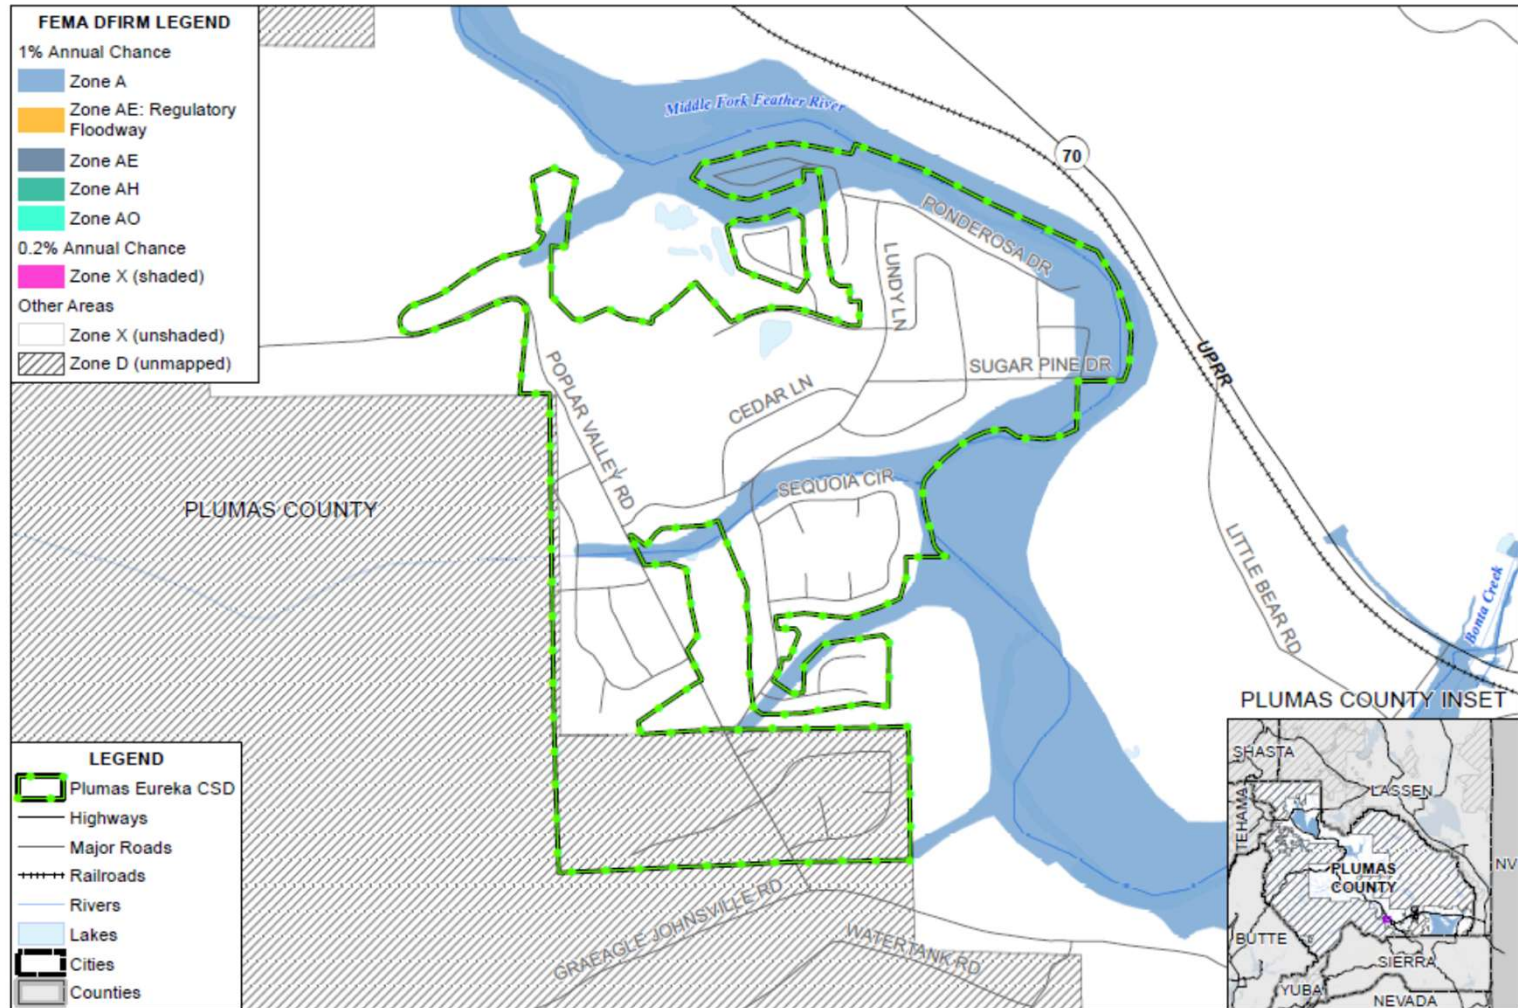 FEMA DFIRM LEGEND
1% Annual Chance
Zone A
Zone AE: Regulatory
Floodway
Zone AE
Zone AH
Zone AO
0.2% Annual Chance
Zone X (shaded)
Other Areas
Zone X (unshaded)
Zone D (unmapped)
Middle Fork Feather River
70
PONDEROSA DR
LUNDY LN
UPRR
SUGAR PINE DR
POPLAR VALLEY RD
CEDAR LN
SEQUOIA CIR
PLUMAS COUNTY
LITTLE BEAR RD
Bonta Creek
GRAEAGLE JOHNSVILLE RD
WATERTANK RD
LEGEND
Plumas Eureka CSD
Highways
Major Roads
Railroads
Rivers
Lakes
Cities
Counties
PLUMAS COUNTY INSET
SHASTA
LASSEN
TEHAMA
PLUMAS
COUNTY
NV
BUTTE
SIERRA
YUBA
NEVADA